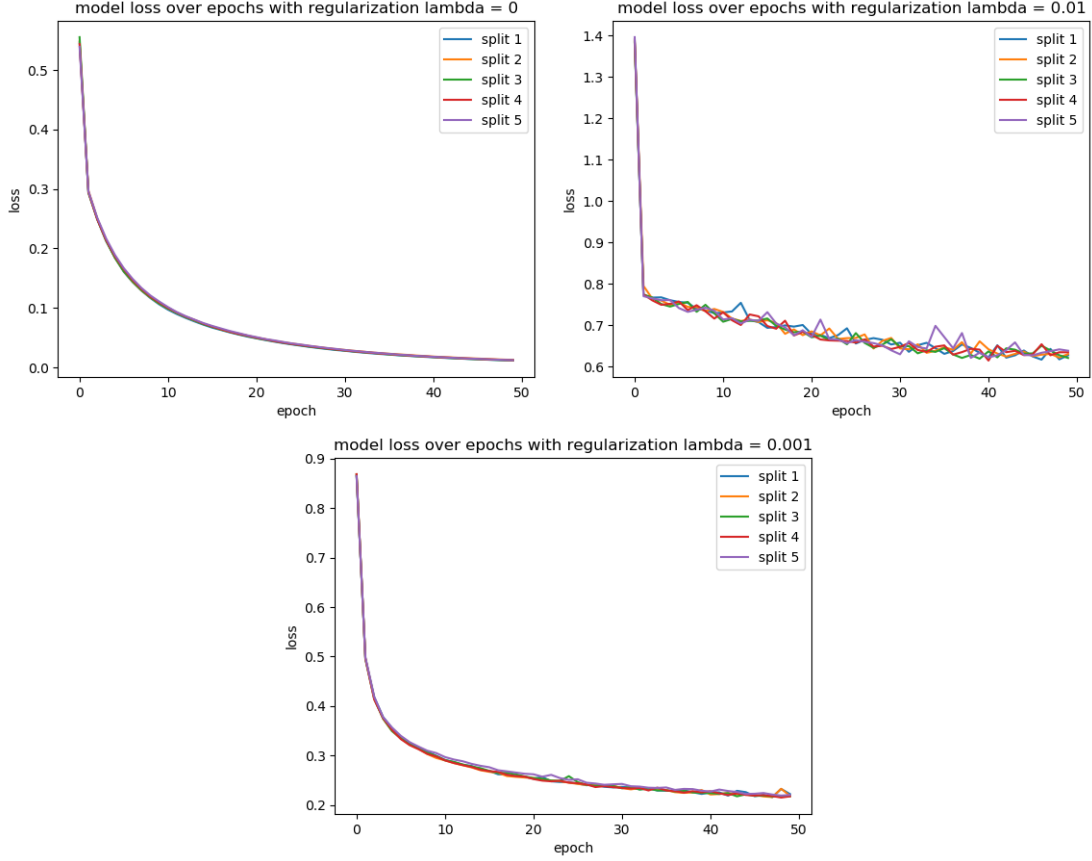 model loss over epochs with regularization lambda = 0
0.5
0.4
0.3
0.2
0.1
0.0
loss
0
10
20
30
40
50
epoch
split 1
split 2
split 3
split 4
split 5
model loss over epochs with regularization lambda = 0.01
1.4
1.3
1.2
1.1
1.0
0.9
0.8
0.7
0.6
loss
0
10
20
30
40
50
epoch
split 1
split 2
split 3
split 4
split 5
model loss over epochs with regularization lambda = 0.001
0.9
0.8
0.7
0.6
0.5
0.4
0.3
0.2
loss
0
10
20
30
40
50
epoch
split 1
split 2
split 3
split 4
split 5